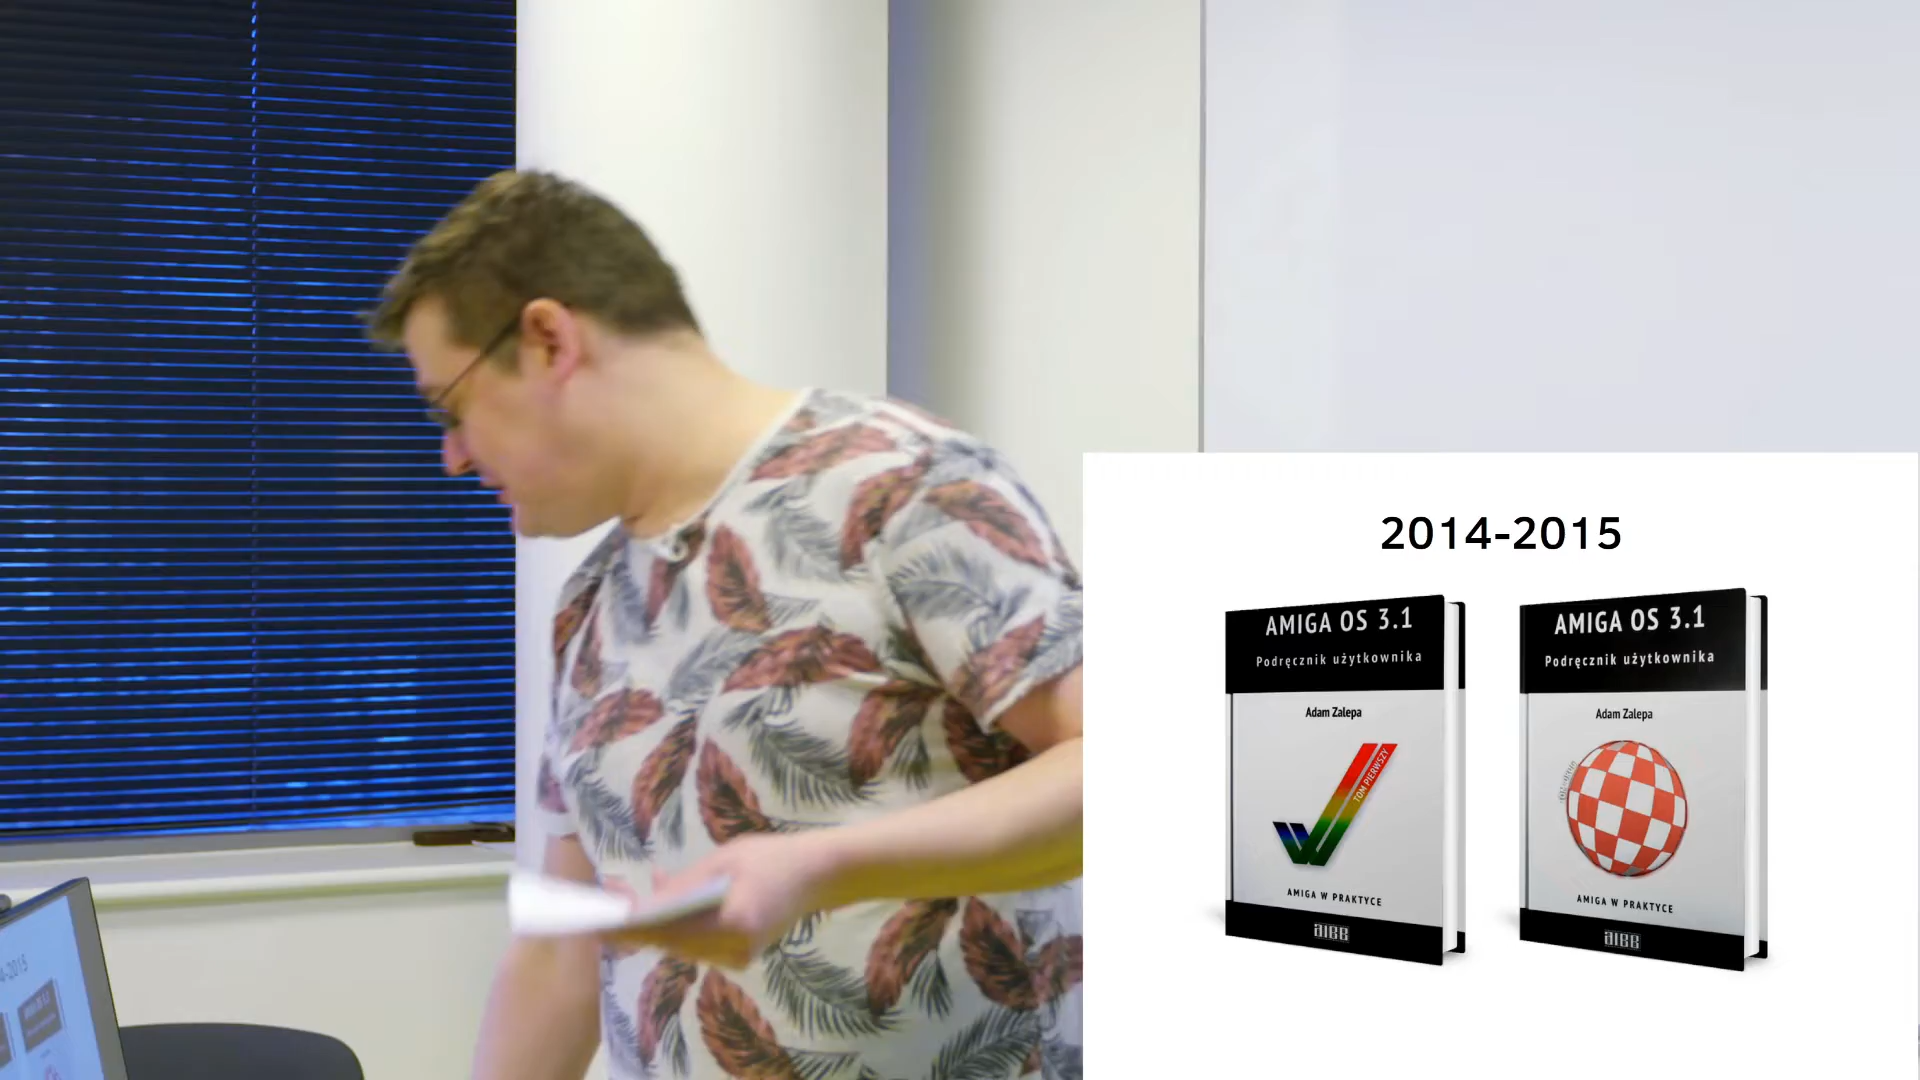 2014-2015
AMIGA OS 3.1
Podręcznik użytkownika
Adam Zalepa
TOM PIERWSZY
AMIGA W PRAKTYCE
AMIGA OS 3.1
Podręcznik użytkownika
Adam Zalepa
AMIGA W PRAKTYCE